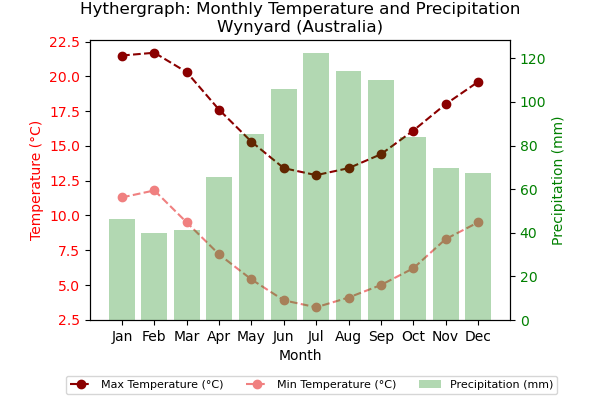 Hythergraph: Monthly Temperature and Precipitation
Wynyard (Australia)
22.5
20.0
17.5
15.0
12.5
10.0
7.5
5.0
2.5
Temperature (°C)
120
100
80
60
40
20
0
Precipitation (mm)
Jan Feb Mar Apr May Jun Jul Aug Sep Oct Nov Dec
Month
Max Temperature (°C) Min Temperature (°C) Precipitation (mm)